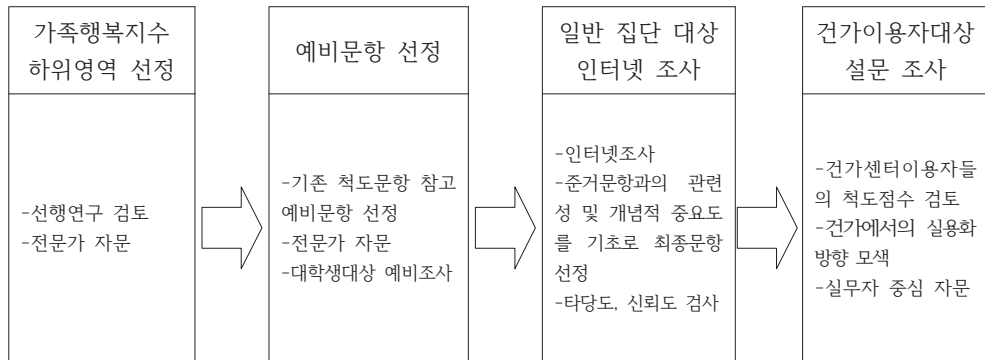 가족행복지수
하위영역 선정
-선행연구 검토
-전문가 자문
예비문항 선정
-기존 척도문항 참고
예비문항 선정
-전문가 자문
-대학생대상 예비조사
일반 집단 대상
인터넷 조사
-인터넷조사
-준거문항과의 관련
성 및 개념적 중요도
를 기초로 최종문항
선정
-타당도, 신뢰도 검사
건가이용자대상
설문 조사
-건가센터이용자들
의 척도점수 검토
-건가에서의 실용화
방향 모색
-실무자 중심 자문